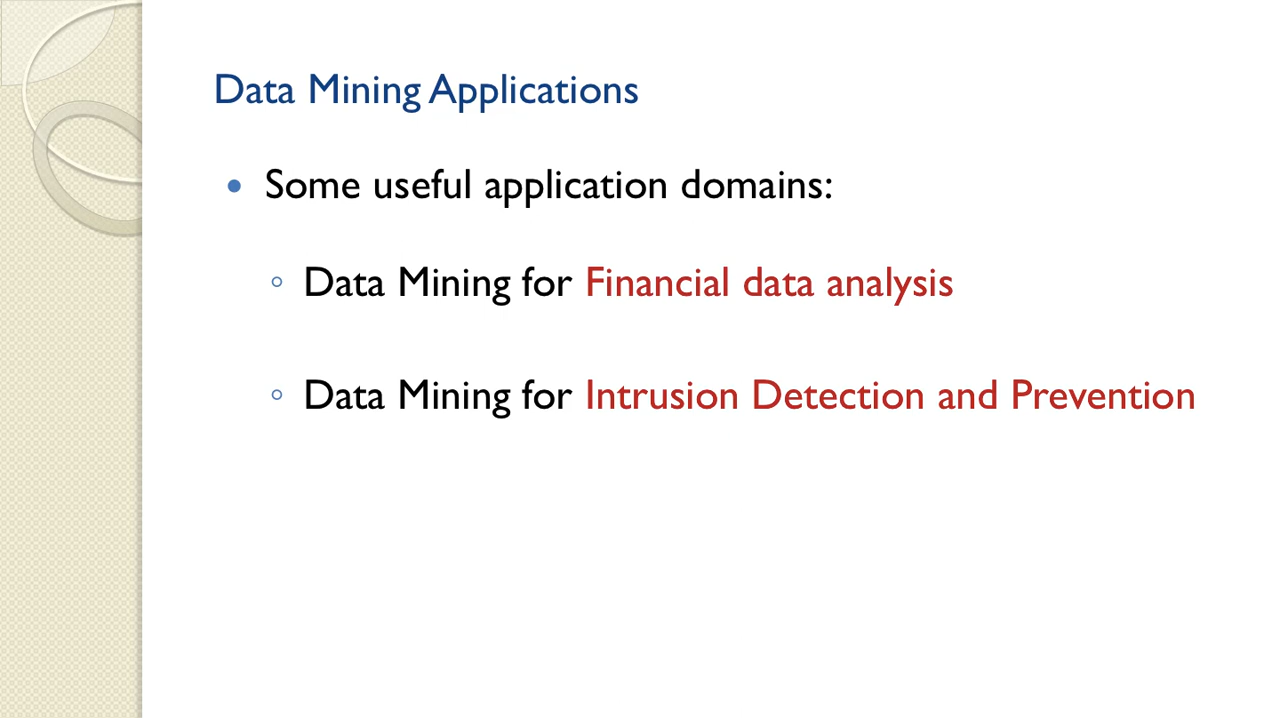 Data Mining Applications
• Some useful application domains:
◦ Data Mining for Financial data analysis
◦ Data Mining for Intrusion Detection and Prevention